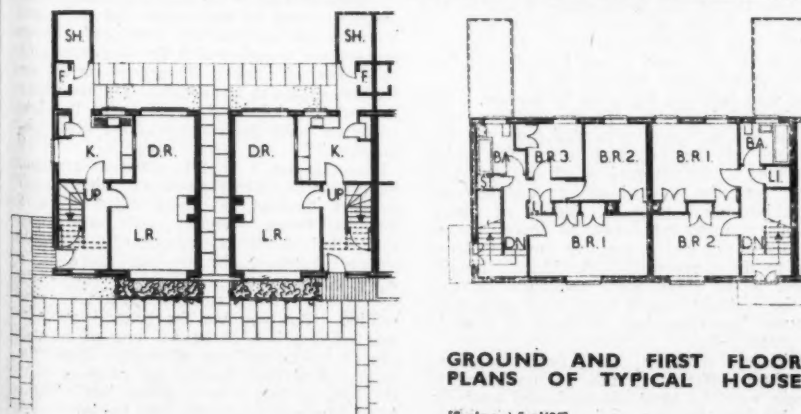 SH.
SH.
F.
F.
K.
D.R.
D.R.
K.
UP
UP
L.R.
L.R.
BA.
B.R.3.
B.R.2.
B.R.1.
BA.
ST.
LI.
DN
B.R.1
B.R 2.
DN
GROUND AND FIRST FLOOR
PLANS OF TYPICAL HOUSE